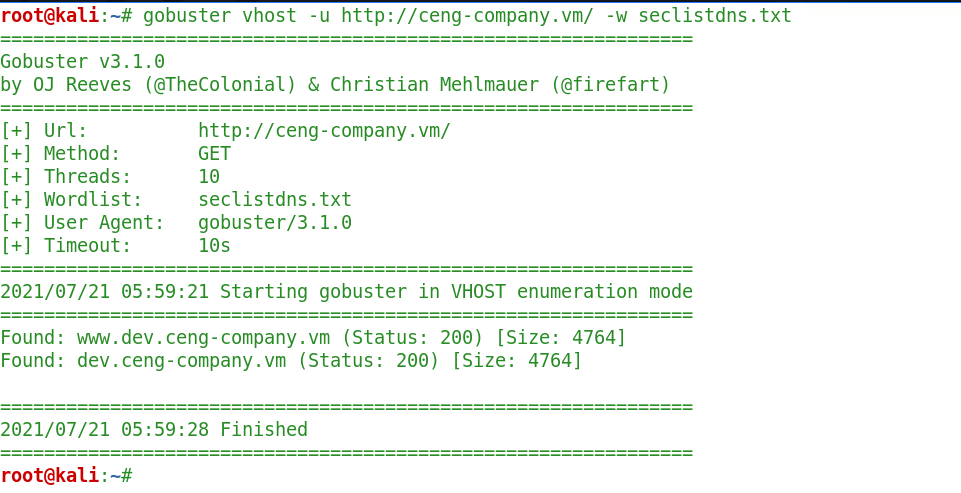 root@kali:~# gobuster vhost -u http://ceng-company.vm/ -w seclistdns.txt
===============================================================
Gobuster v3.1.0
by OJ Reeves (@TheColonial) & Christian Mehlmauer (@firefart)
===============================================================
[+] Url:          http://ceng-company.vm/
[+] Method:       GET
[+] Threads:      10
[+] Wordlist:     seclistdns.txt
[+] User Agent:   gobuster/3.1.0
[+] Timeout:      10s
===============================================================
2021/07/21 05:59:21 Starting gobuster in VHOST enumeration mode
===============================================================
Found: www.dev.ceng-company.vm (Status: 200) [Size: 4764]
Found: dev.ceng-company.vm (Status: 200) [Size: 4764]

===============================================================
2021/07/21 05:59:28 Finished
===============================================================
root@kali:~#